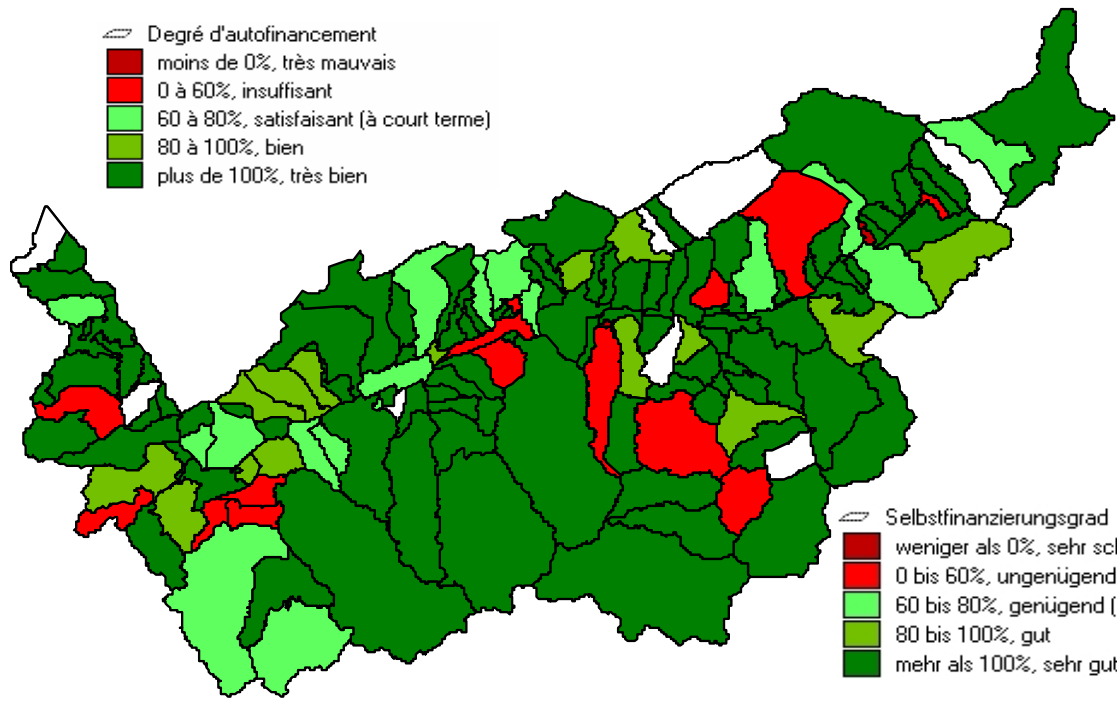 Degré d'autofinancement
moins de 0%, très mauvais
0 à 60%, insuffisant
60 à 80%, satisfaisant (à court terme)
80 à 100%, bien
plus de 100%, très bien
Selbstfinanzierungsgrad
weniger als 0%, sehr scl
0 bis 60%, ungenügend
60 bis 80%, genügend (
80 bis 100%, gut
mehr als 100%, sehr gut